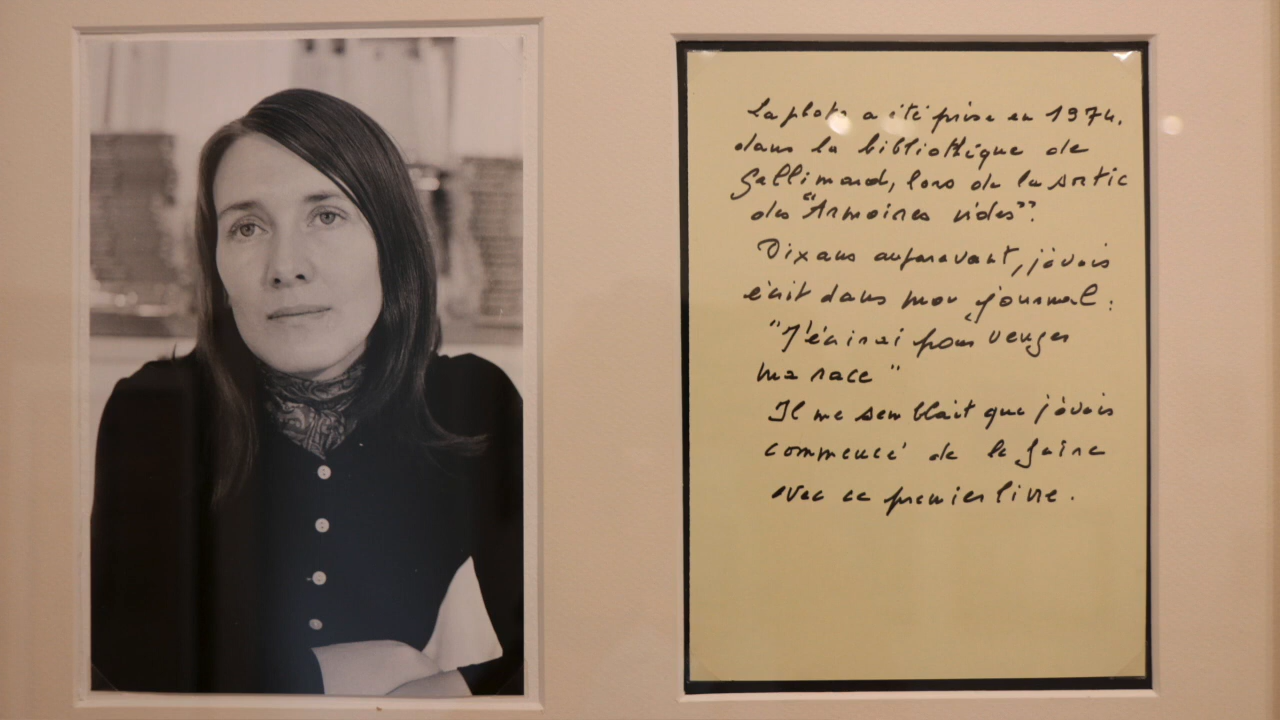 La photo a été prise en 1974,
dans la bibliothèque de
Gallimard, lors de la sortie
des "Armoires vides".
Dix ans auparavant, j'avais
écrit dans mon journal :
"J'écrirai pour venger
ma race"
Il me semblait que j'avais
commencé de le faire
avec ce premier livre.